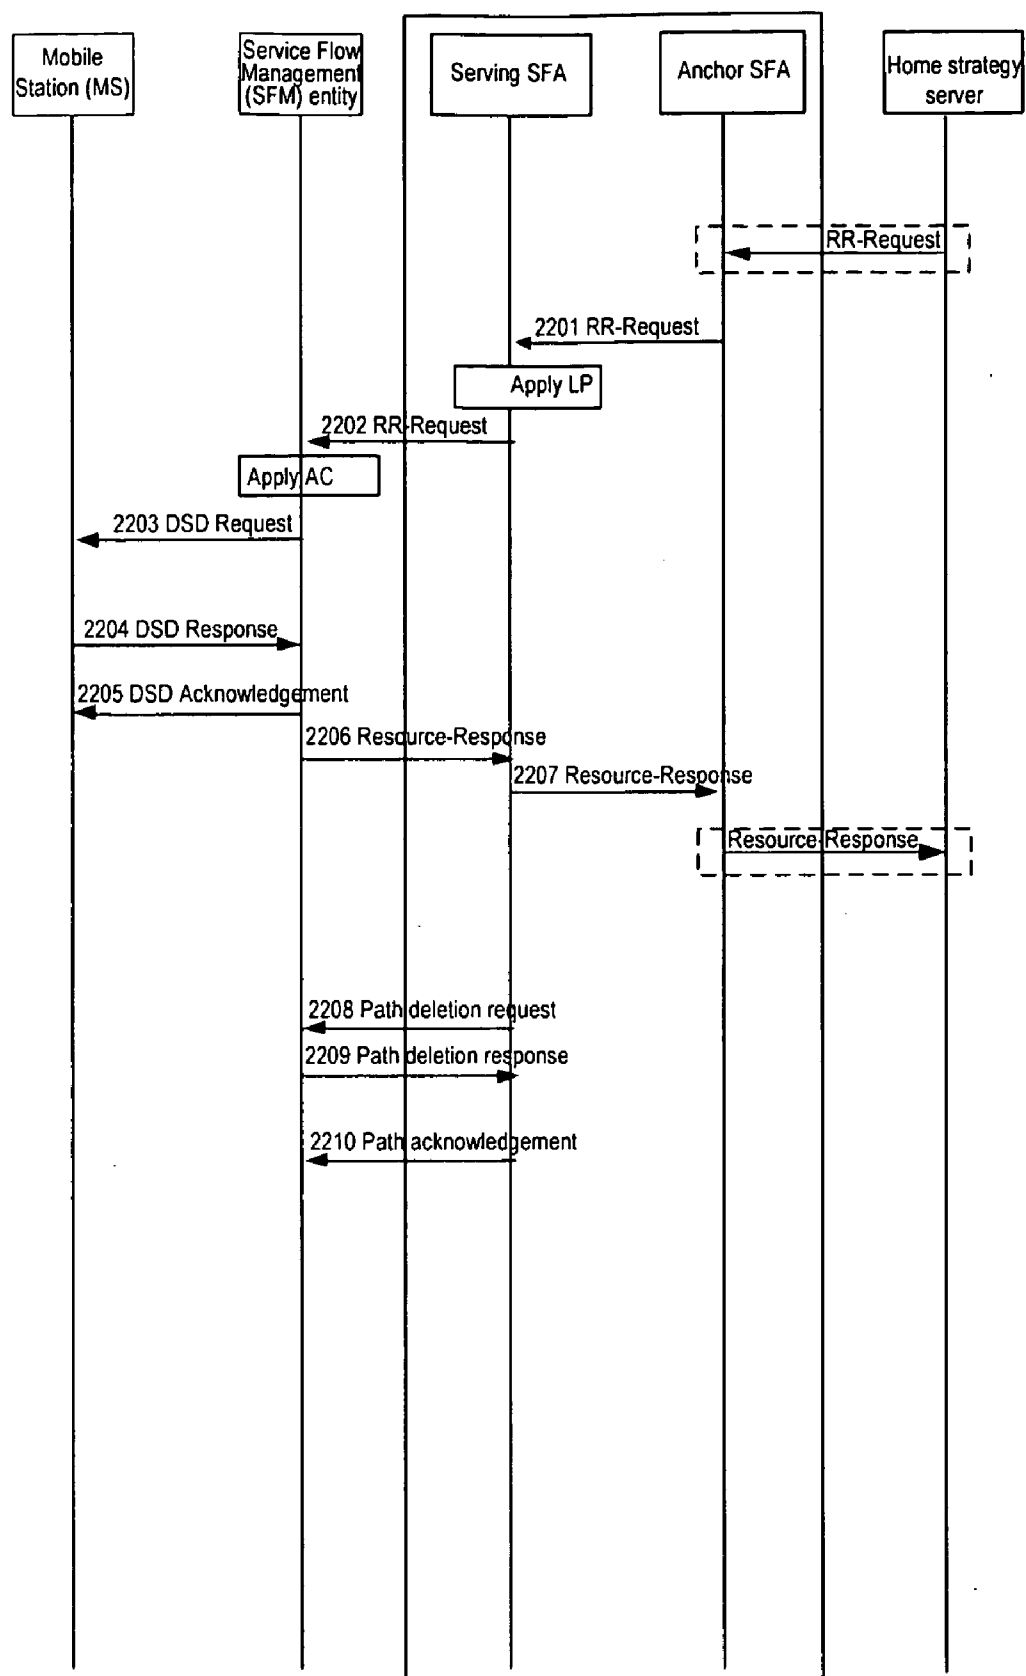 Mobile
Station (MS)
Service Flow
Management
(SFM) entity
Serving SFA
Anchor SFA
Home strategy
server
RR-Request
2201 RR-Request
Apply LP
2202 RR-Request
Apply AC
2203 DSD Request
2204 DSD Response
2205 DSD Acknowledgement
2206 Resource-Response
2207 Resource-Response
Resource-Response
2208 Path deletion request
2209 Path deletion response
2210 Path acknowledgement